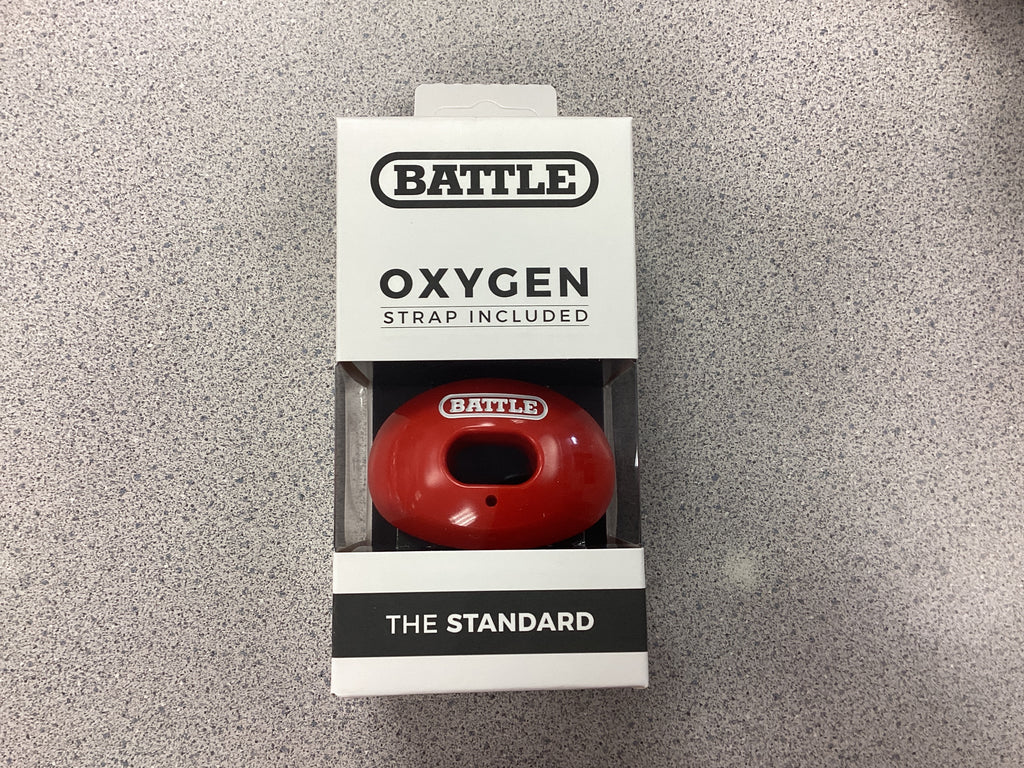 BATTLE
OXYGEN
STRAP INCLUDED
BATTLE
THE STANDARD